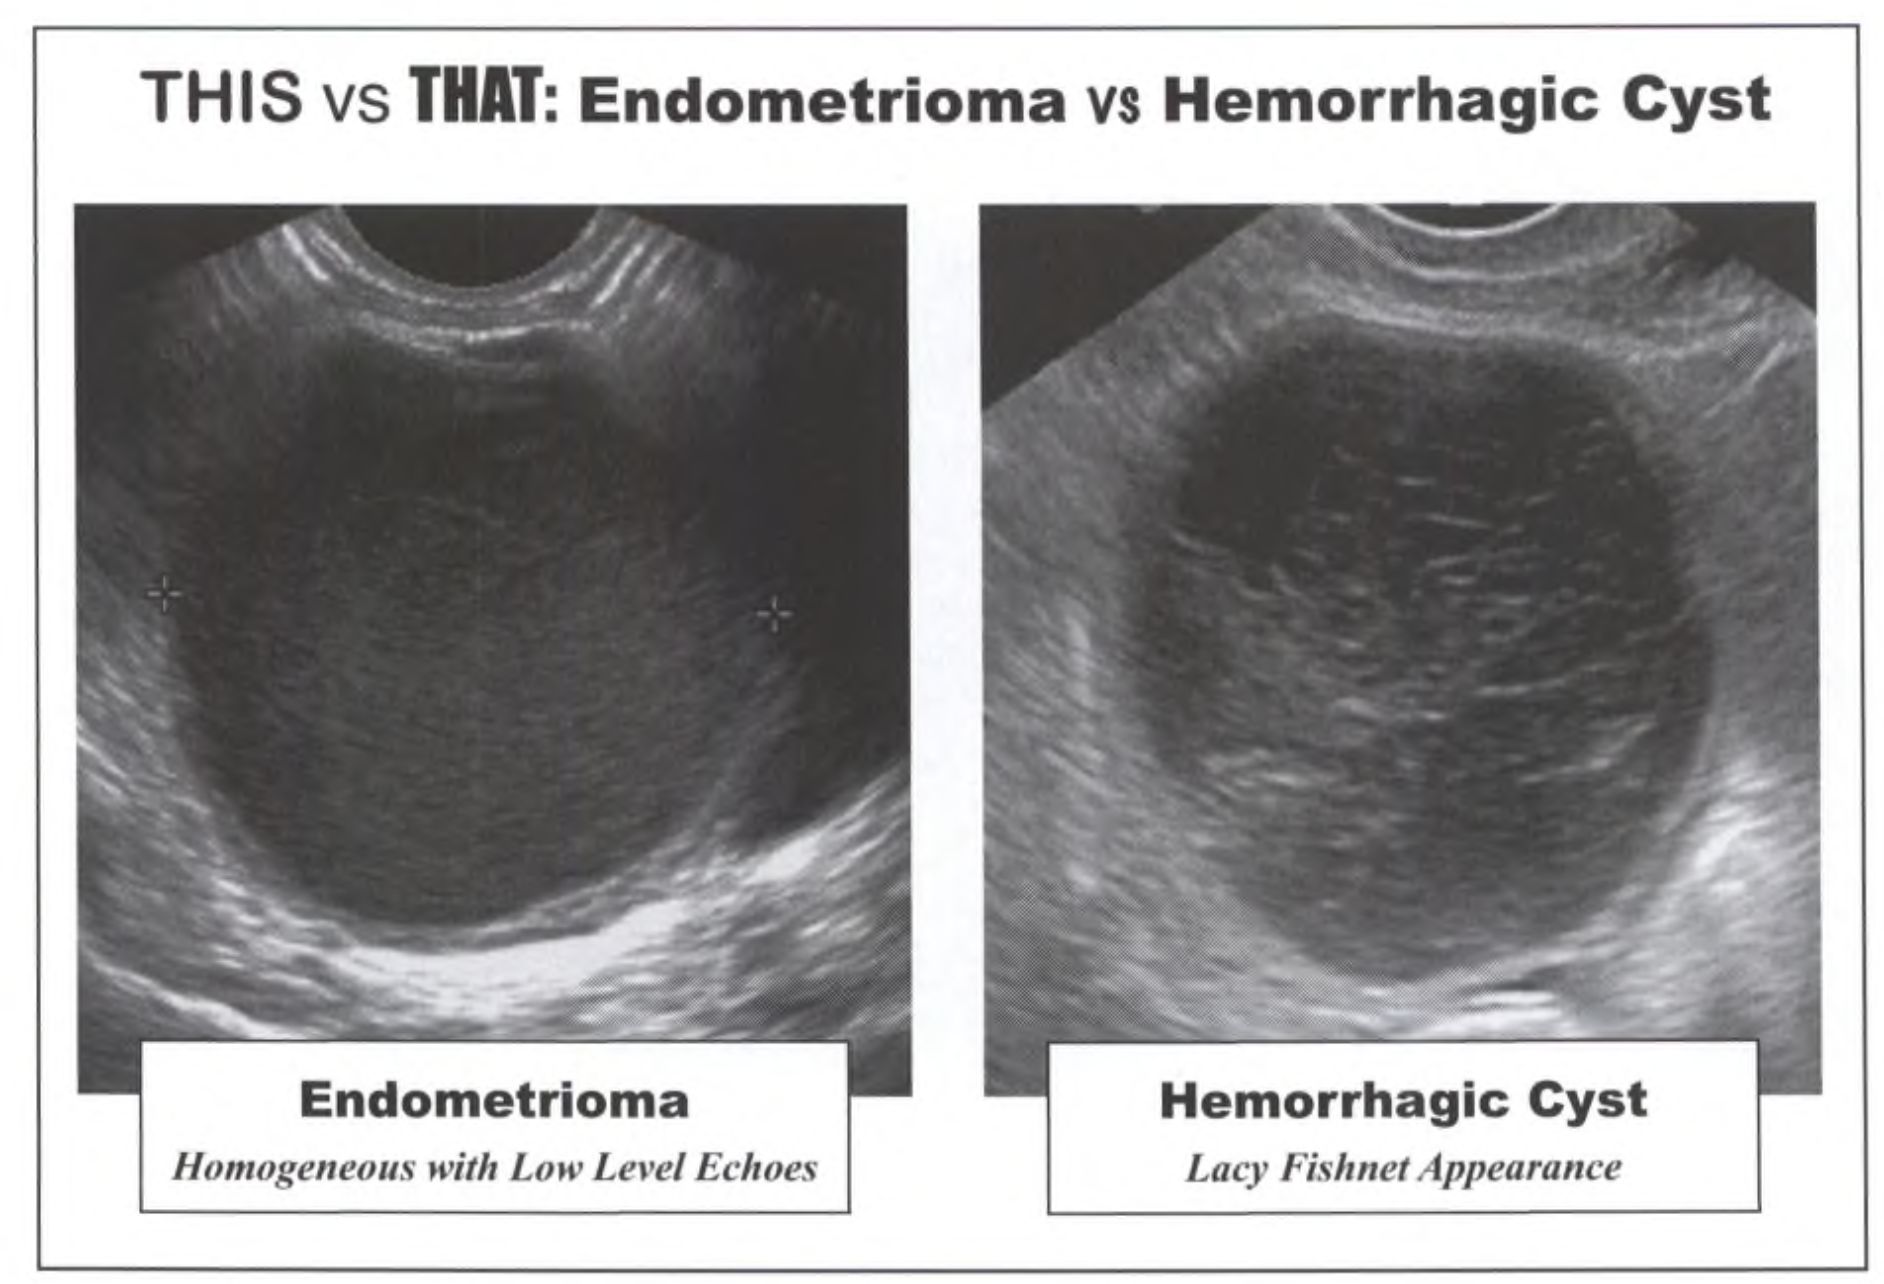 THIS vs THAT: Endometrioma vs Hemorrhagic Cyst
Endometrioma
Homogeneous with Low Level Echoes
Hemorrhagic Cyst
Lacy Fishnet Appearance